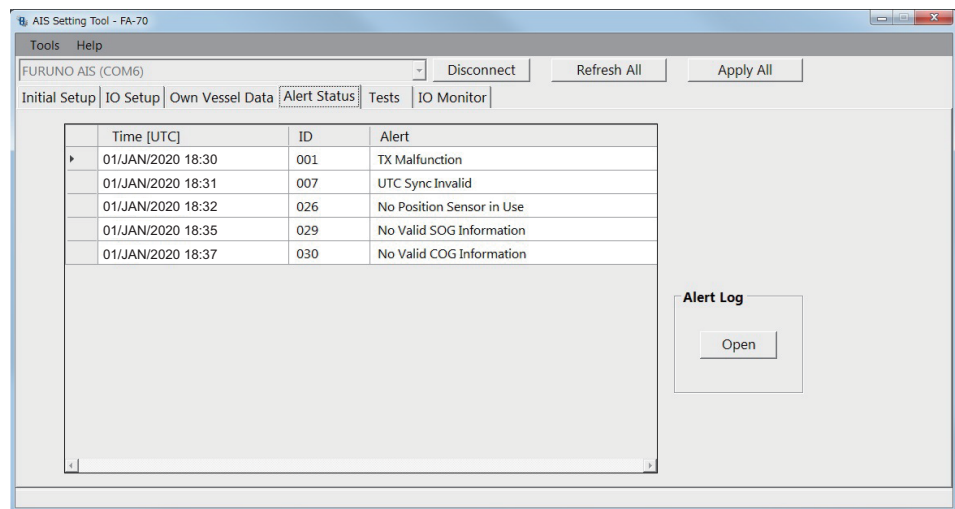 AIS Setting Tool - FA-70
Tools Help
FURUNO AIS (COM6) Disconnect Refresh All Apply All
Initial Setup IO Setup Own Vessel Data Alert Status Tests IO Monitor
Time [UTC] ID Alert
01/JAN/2020 18:30 001 TX Malfunction
01/JAN/2020 18:31 007 UTC Sync Invalid
01/JAN/2020 18:32 026 No Position Sensor in Use
01/JAN/2020 18:35 029 No Valid SOG Information
01/JAN/2020 18:37 030 No Valid COG Information
Alert Log
Open